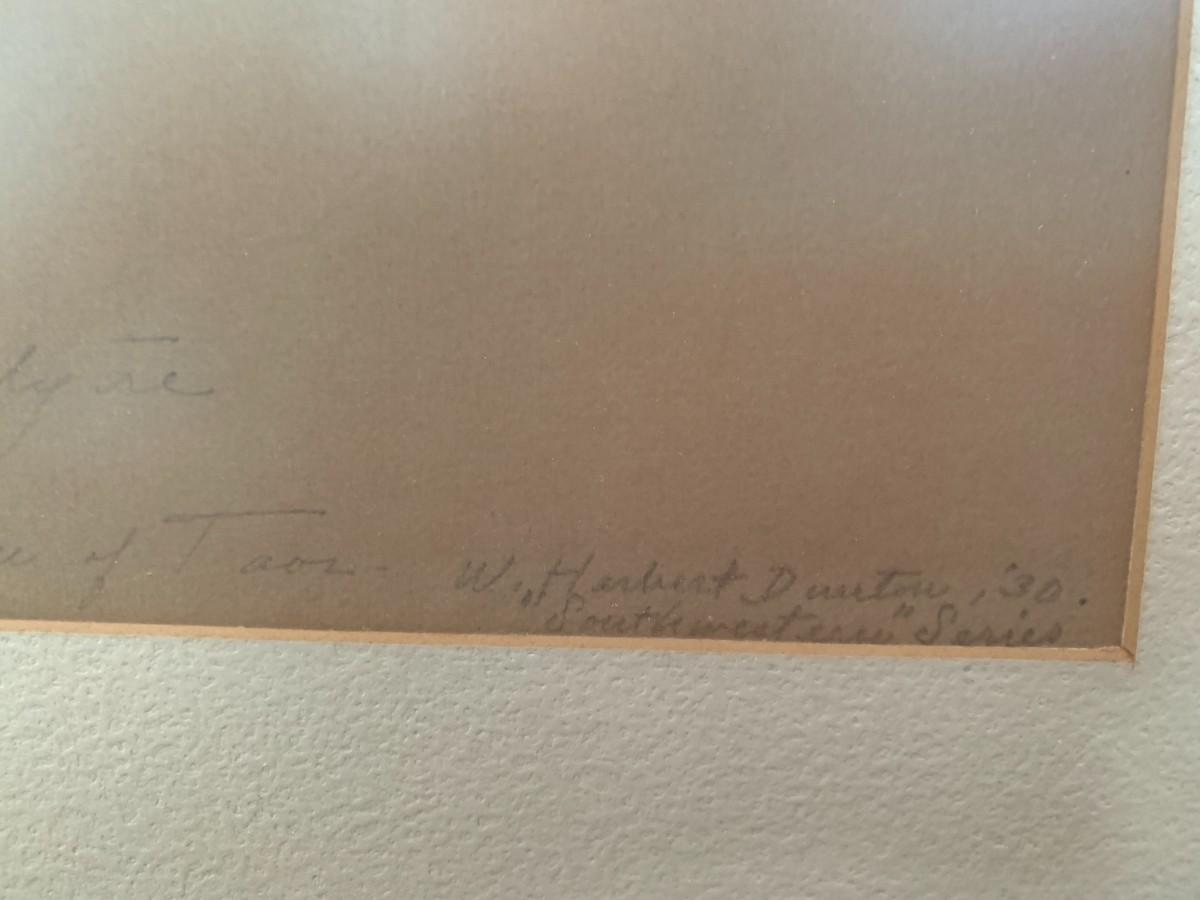 of Taos-
W. Herbert Dunton, '30.
"Southwestern" Series